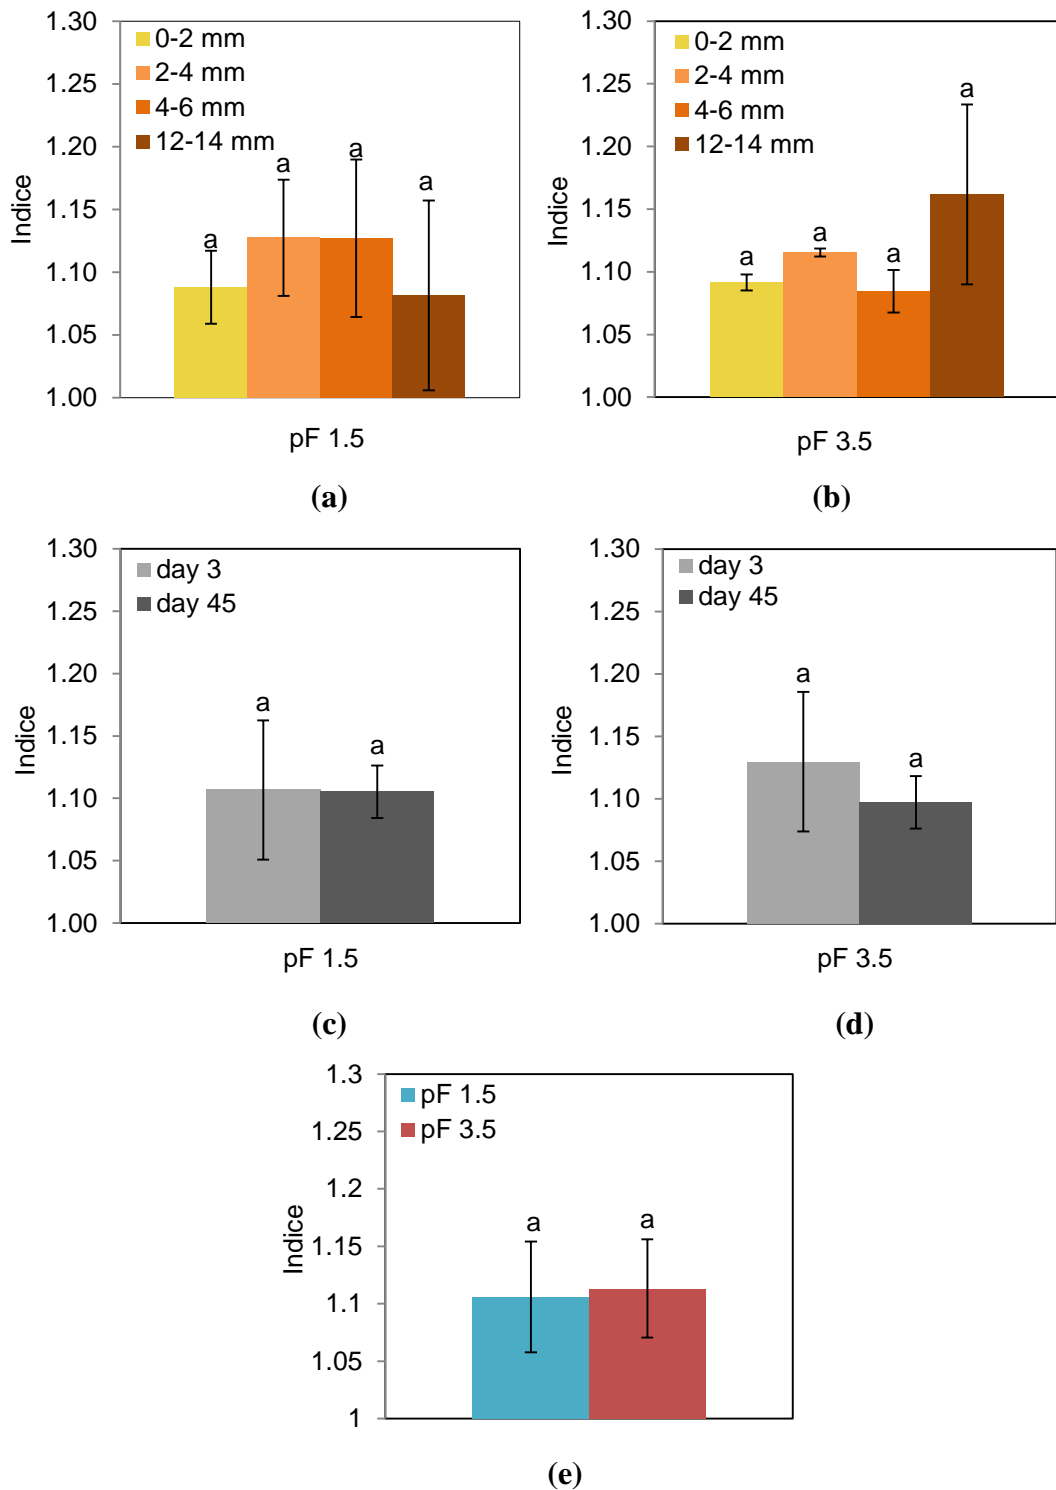 1.30
1.25
1.20
1.15
1.10
1.05
1.00
Indice
0-2 mm
2-4 mm
4-6 mm
12-14 mm
a
a
a
a
pF 1.5
(a)
1.30
1.25
1.20
1.15
1.10
1.05
1.00
Indice
0-2 mm
2-4 mm
4-6 mm
12-14 mm
a
a
a
a
pF 3.5
(b)
1.30
1.25
1.20
1.15
1.10
1.05
1.00
Indice
day 3
day 45
a
a
pF 1.5
(c)
1.30
1.25
1.20
1.15
1.10
1.05
1.00
Indice
day 3
day 45
a
a
pF 3.5
(d)
1.3
1.25
1.2
1.15
1.1
1.05
1
Indice
pF 1.5
pF 3.5
a
a
(e)